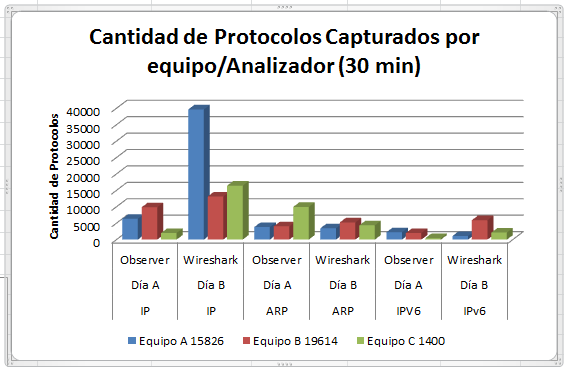 Cantidad de Protocolos Capturados por
equipo/Analizador (30 min)
Cantidad de Protocolos
40000
35000
30000
25000
20000
15000
10000
5000
0
Observer Wireshark Observer Wireshark Observer Wireshark
Día A Día B Día A Día B Día A Día B
IP IP ARP ARP IPV6 IPv6
Equipo A 15826 Equipo B 19614 Equipo C 1400